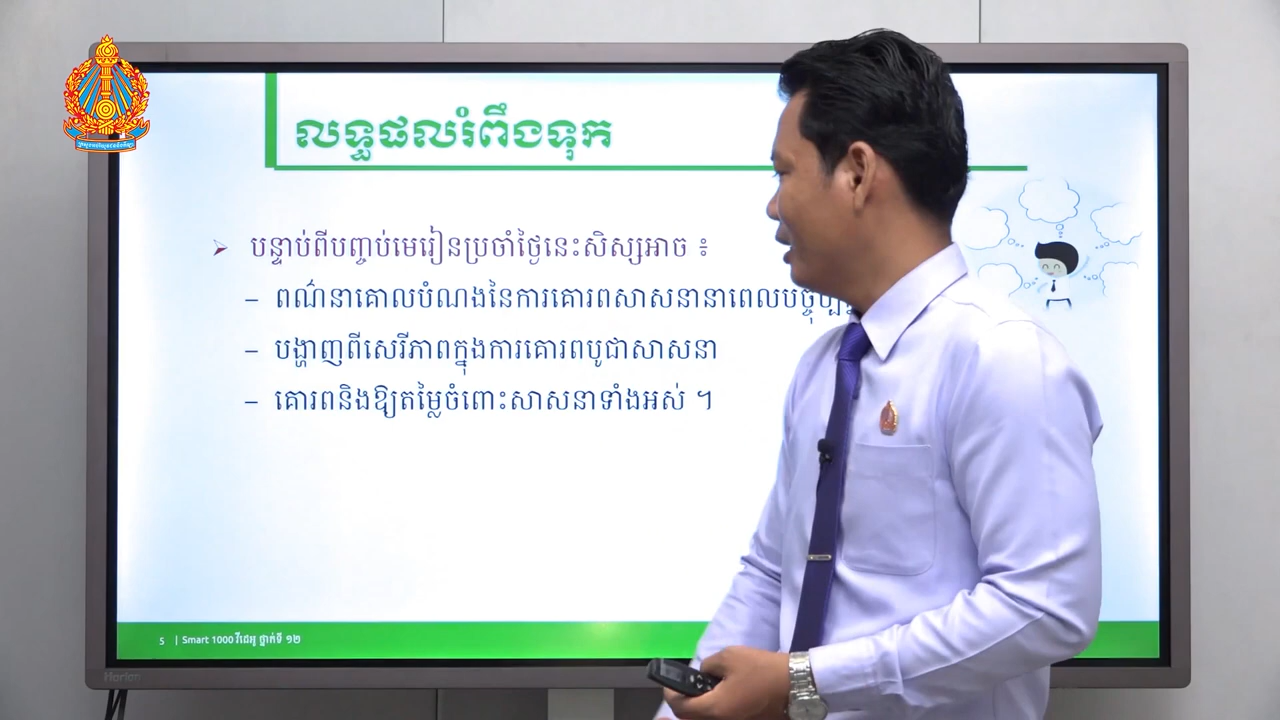 លទ្ធផលរំពឹងទុក
➢ បន្ទាប់ពីបញ្ចប់មេរៀនប្រចាំថ្ងៃនេះសិស្សអាច ៖
– ពណ៌នាគោលបំណងនៃការគោរពសាសនានាពេលបច្ចុប្ប
– បង្ហាញពីសេរីភាពក្នុងការគោរពបូជាសាសនា
– គោរពនិងឱ្យតម្លៃចំពោះសាសនាទាំងអស់ ។
5 | Smart 1000 វីដេអូ ថ្នាក់ទី ១២
Horion